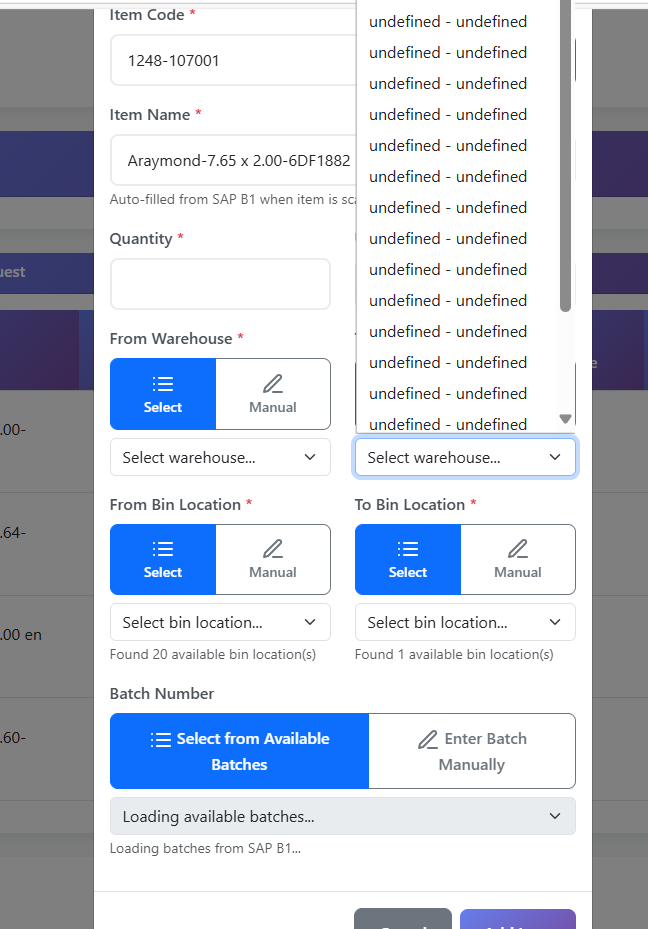 Item Code *
1248-107001
Item Name *
Araymond-7.65 x 2.00-6DF1882
Auto-filled from SAP B1 when item is
Quantity *
From Warehouse *
Select
Manual
Select warehouse...
undefined - undefined
undefined - undefined
undefined - undefined
undefined - undefined
undefined - undefined
undefined - undefined
undefined - undefined
undefined - undefined
undefined - undefined
undefined - undefined
undefined - undefined
undefined - undefined
undefined - undefined
undefined - undefined
Select warehouse...
From Bin Location *
Select
Manual
Select bin location...
Found 20 available bin location(s)
To Bin Location *
Select
Manual
Select bin location...
Found 1 available bin location(s)
Batch Number
Select from Available
Batches
Enter Batch
Manually
Loading available batches...
Loading batches from SAP B1...
uest
.00-
.64-
.00 en
.60-